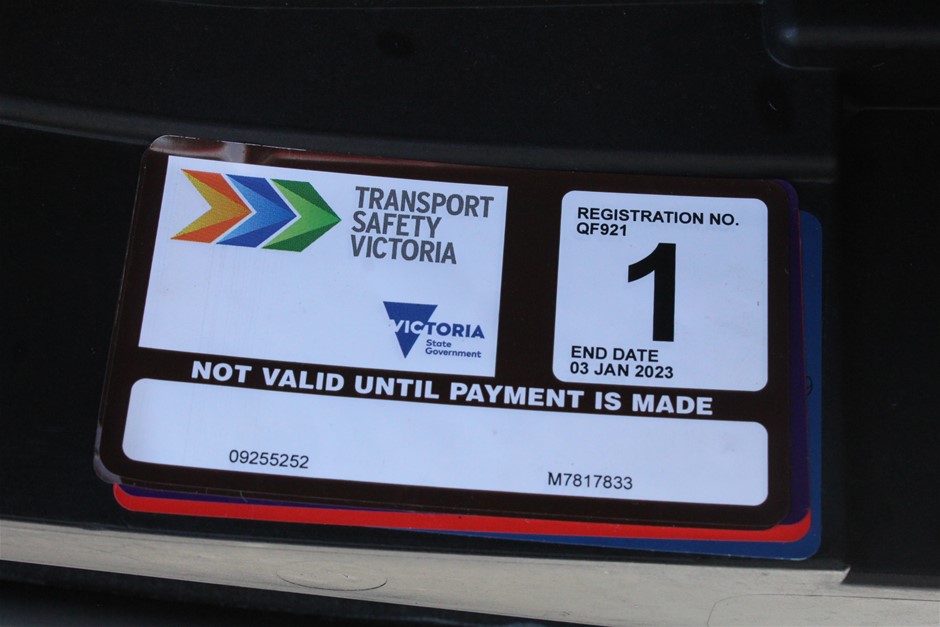 TRANSPORT
SAFETY
VICTORIA
VICTORIA
State
Government
REGISTRATION NO.
QF921
1
END DATE
03 JAN 2023
NOT VALID UNTIL PAYMENT IS MADE
09255252
M7817833